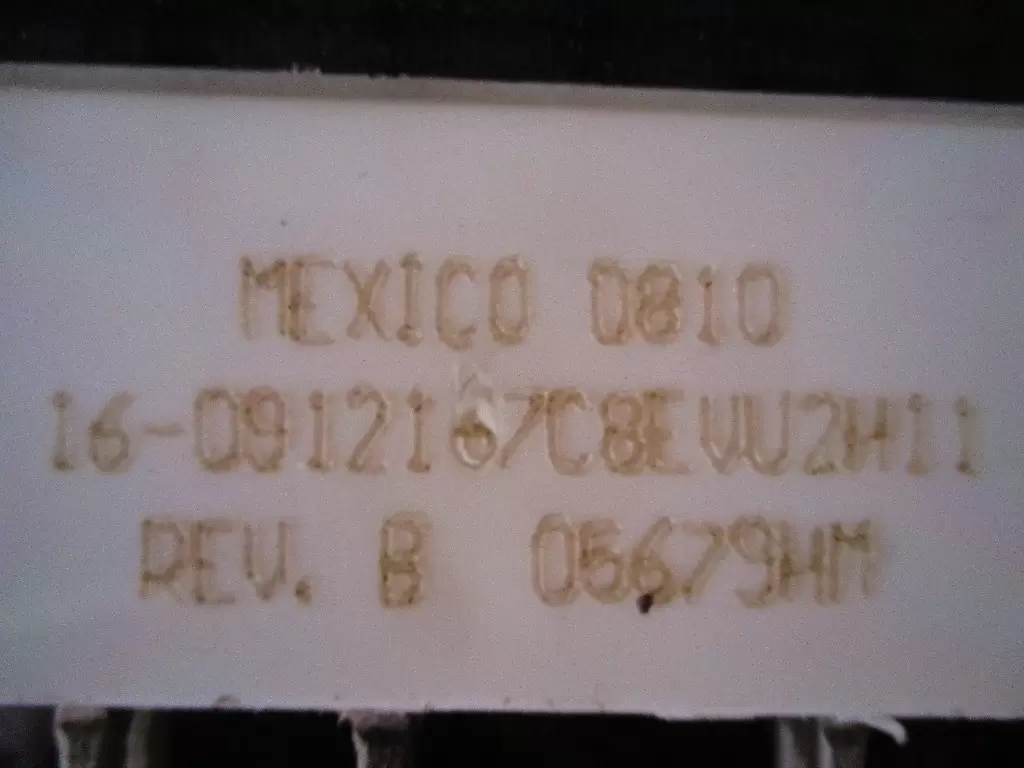 MEXICO 0810
16-0912167C8EVU2H11
REV. B 05679HM